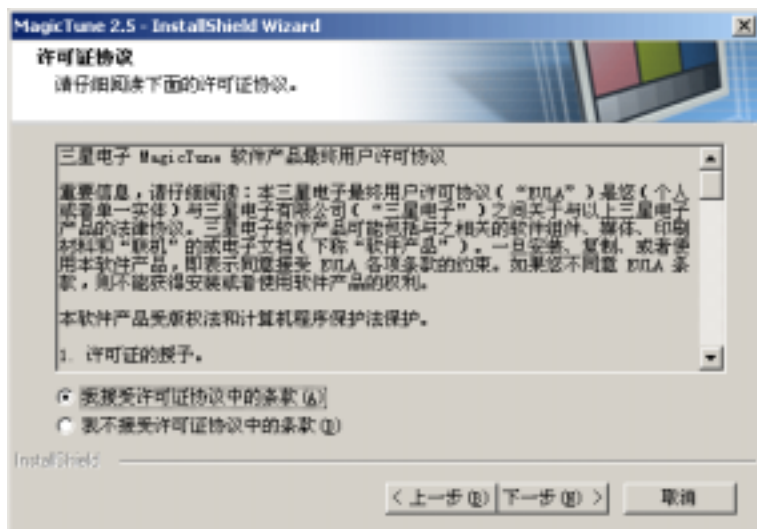 MagicTune 2.5 - InstallShield Wizard
许可证协议
请仔细阅读下面的许可证协议。
三星电子 MagicTune 软件产品最终用户许可协议
重要信息，请仔细阅读：本三星电子最终用户许可协议（“EULA”）是您（个人
或者单一实体）与三星电子有限公司（“三星电子”）之间关于与以上三星电子
产品的法律协议。三星电子软件产品可能包括与之相关的软件组件、媒体、印刷
材料和“联机”的或电子文档（下称“软件产品”）。一旦安装、复制、或者使
用本软件产品，即表示同意接受 EULA 各项条款的约束。如果您不同意 EULA 条
款，则不能获得安装或者使用软件产品的权利。
本软件产品受版权法和计算机程序保护法保护。
1. 许可证的授予。
我接受许可证协议中的条款(A)
我不接受许可证协议中的条款(D)
InstallShield
< 上一步(B) 下一步(N) > 取消